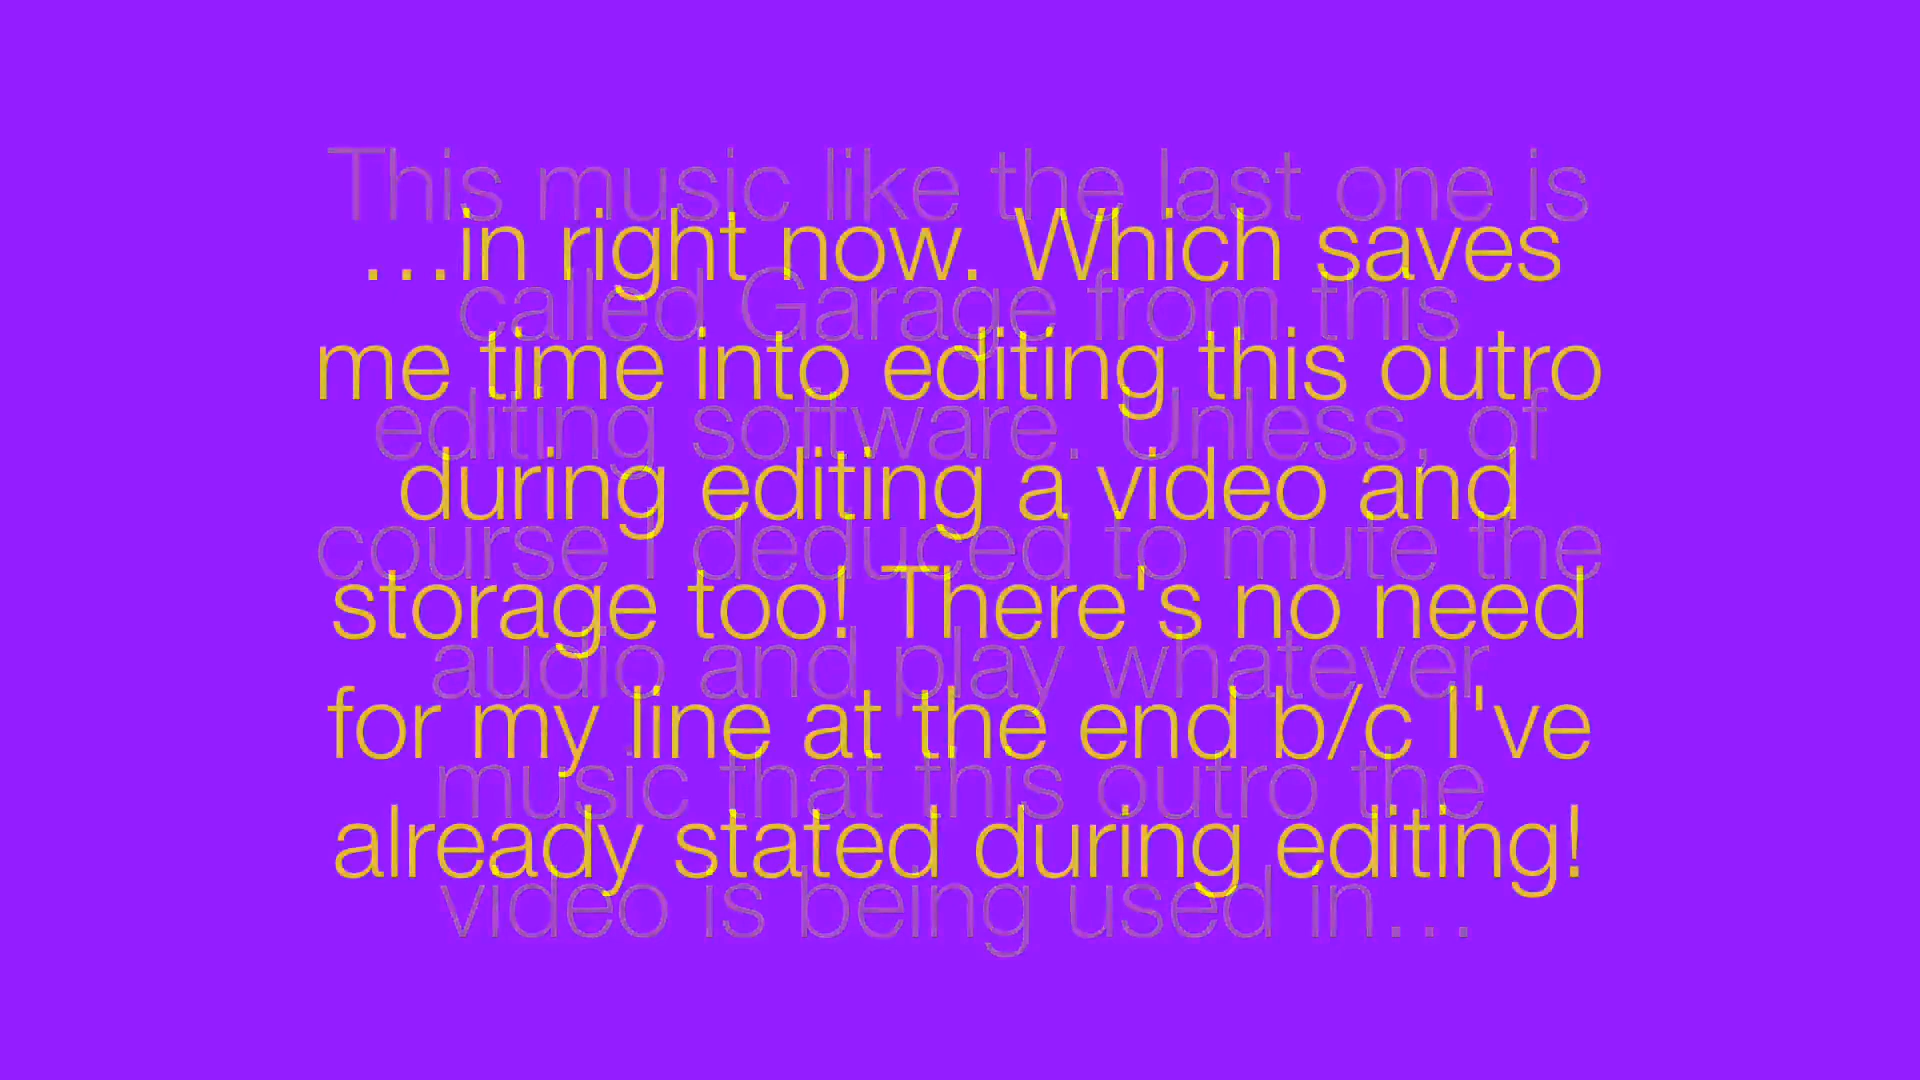 This music like the last one is
called Garage from this
editing software. Unless, of
course I deduced to mute the
audio and play whatever
music that this outro the
video is being used in...
...in right now. Which saves
me time into editing this outro
during editing a video and
storage too! There's no need
for my line at the end b/c I've
already stated during editing!